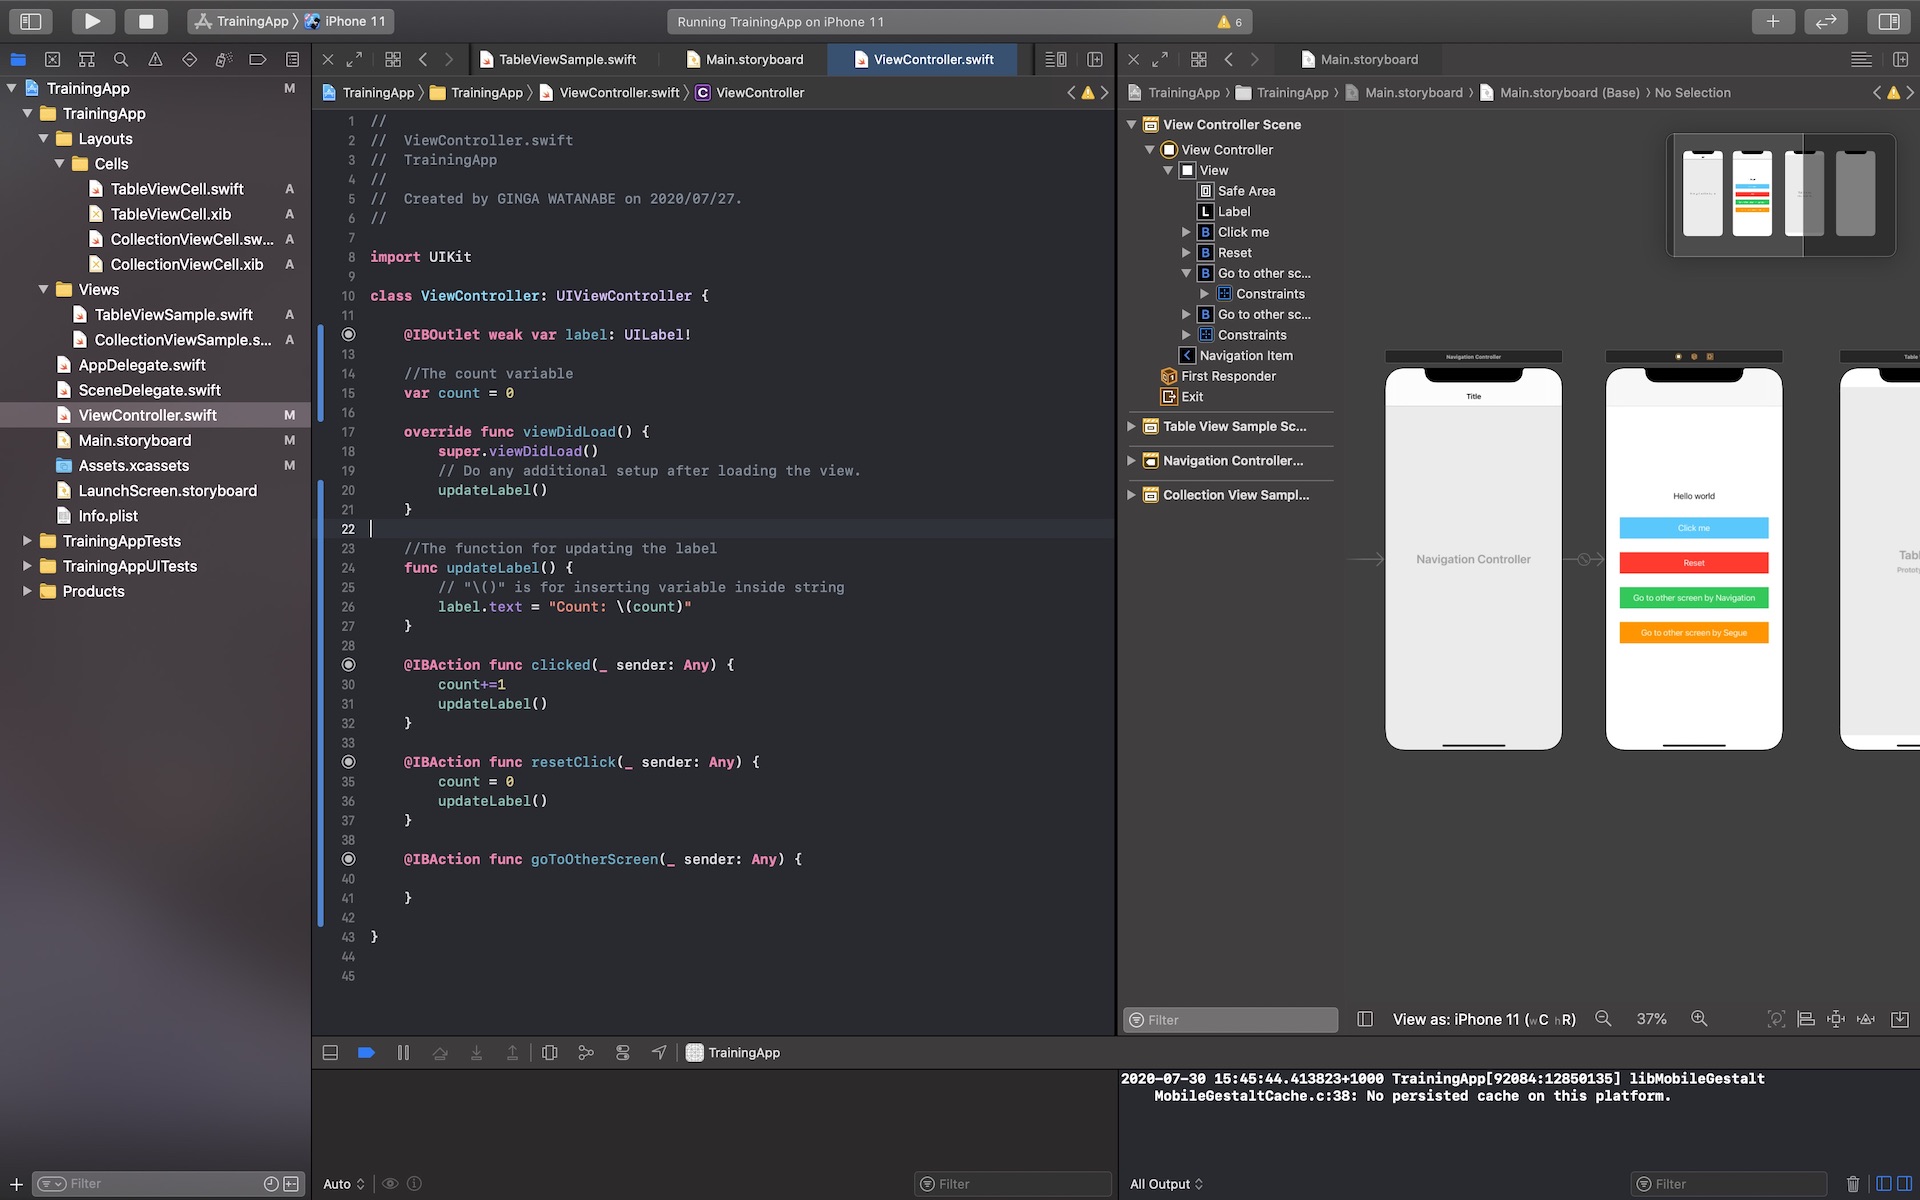 TrainingApp 〉 iPhone 11
Running TrainingApp on iPhone 11
6
TableViewSample.swift
Main.storyboard
ViewController.swift
Main.storyboard
TrainingApp 〉 TrainingApp 〉 ViewController.swift 〉 C ViewController
TrainingApp 〉 TrainingApp 〉 Main.storyboard 〉 Main.storyboard (Base) 〉 No Selection
TrainingApp M
TrainingApp
Layouts
Cells
TableViewCell.swift A
TableViewCell.xib A
CollectionViewCell.sw... A
CollectionViewCell.xib A
Views
TableViewSample.swift A
CollectionViewSample.s... A
AppDelegate.swift
SceneDelegate.swift
ViewController.swift M
Main.storyboard M
Assets.xcassets M
LaunchScreen.storyboard
Info.plist
TrainingAppTests
TrainingAppUITests
Products
Filter
1 //
2 //  ViewController.swift
3 //  TrainingApp
4 //
5 //  Created by GINGA WATANABE on 2020/07/27.
6 //
7
8 import UIKit
9
10 class ViewController: UIViewController {
11
@IBOutlet weak var label: UILabel!
13
14 //The count variable
15 var count = 0
16
17 override func viewDidLoad() {
18 super.viewDidLoad()
19 // Do any additional setup after loading the view.
20 updateLabel()
21 }
22
23 //The function for updating the label
24 func updateLabel() {
25 // "\()" is for inserting variable inside string
26 label.text = "Count: \(count)"
27 }
28
@IBAction func clicked(_ sender: Any) {
30 count+=1
31 updateLabel()
32 }
33
@IBAction func resetClick(_ sender: Any) {
35 count = 0
36 updateLabel()
37 }
38
@IBAction func goToOtherScreen(_ sender: Any) {
40
41 }
42
43 }
44
45
View Controller Scene
View Controller
View
Safe Area
L Label
B Click me
B Reset
B Go to other sc...
Constraints
B Go to other sc...
Constraints
Navigation Item
First Responder
Exit
Table View Sample Sc...
Navigation Controller...
Collection View Sampl...
Navigation Controller
Title
Navigation Controller
Hello world
Click me
Reset
Go to other screen by Navigation
Go to other screen by Segue
Table
Tabl
Protot
Filter
View as: iPhone 11 (wC hR)
37%
TrainingApp
2020-07-30 15:45:44.413823+1000 TrainingApp[92084:12850135] libMobileGestalt
MobileGestaltCache.c:38: No persisted cache on this platform.
Auto
Filter
All Output
Filter